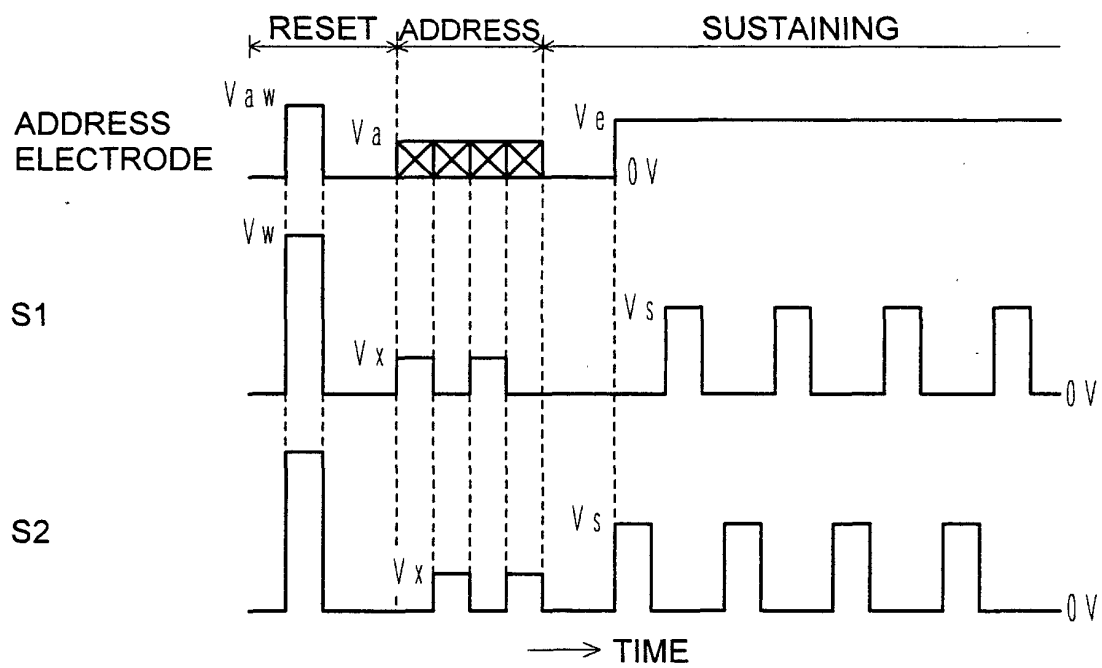 RESET ADDRESS SUSTAINING
Vaw
ADDRESS
ELECTRODE
Va
Ve
0V
Vw
S1
Vx
Vs
0V
S2
Vx
Vs
0V
TIME